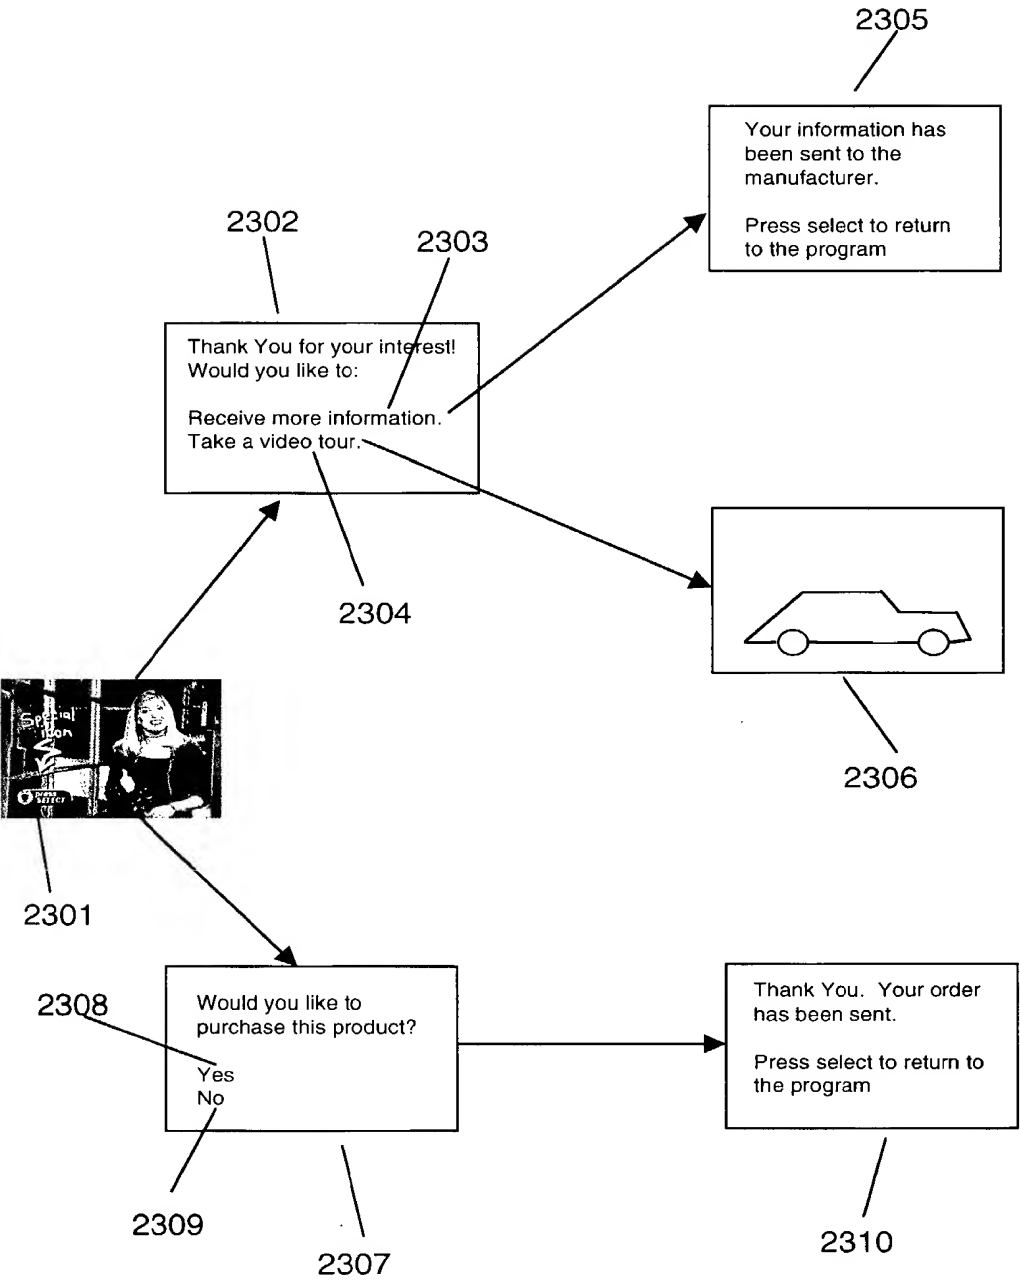 2305
Your information has
been sent to the
manufacturer.
Press select to return
to the program
2302
2303
Thank You for your interest!
Would you like to:
Receive more information.
Take a video tour.
2304
2306
Special
Icon
press
SELECT
2301
2308
Would you like to
purchase this product?
Yes
No
2309
2307
Thank You. Your order
has been sent.
Press select to return to
the program
2310